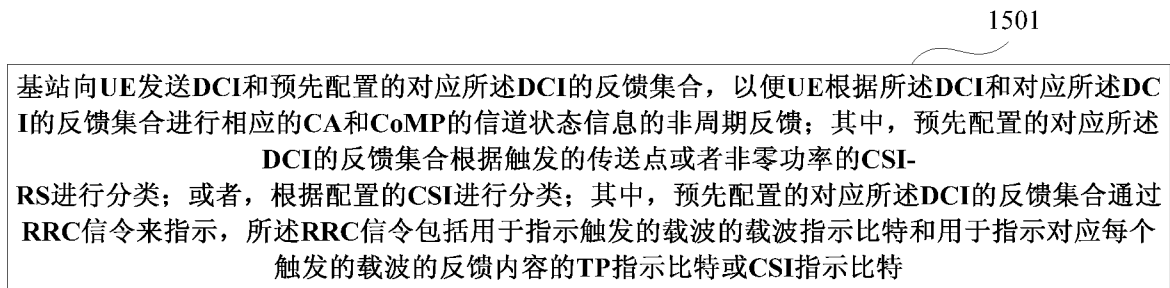 1501
基站向UE发送DCI和预先配置的对应所述DCI的反馈集合，以便UE根据所述DCI和对应所述DC
I的反馈集合进行相应的CA和CoMP的信道状态信息的非周期反馈；其中，预先配置的对应所述
DCI的反馈集合根据触发的传送点或者非零功率的CSI-
RS进行分类；或者，根据配置的CSI进行分类；其中，预先配置的对应所述DCI的反馈集合通过
RRC信令来指示，所述RRC信令包括用于指示触发的载波的载波指示比特和用于指示对应每个
触发的载波的反馈内容的TP指示比特或CSI指示比特